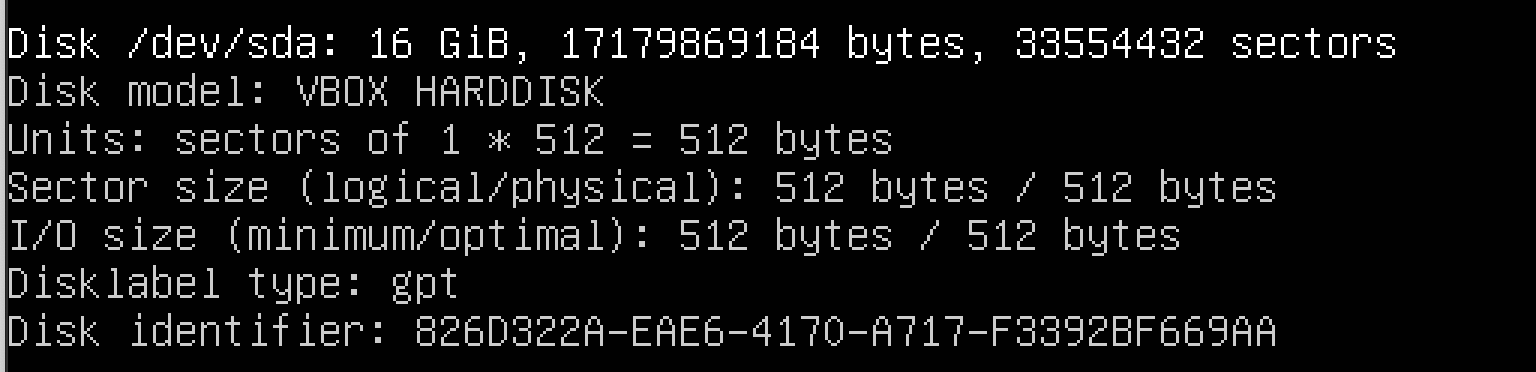 Disk /dev/sda: 16 GiB, 17179869184 bytes, 33554432 sectors
Disk model: VBOX HARDDISK
Units: sectors of 1 * 512 = 512 bytes
Sector size (logical/physical): 512 bytes / 512 bytes
I/O size (minimum/optimal): 512 bytes / 512 bytes
Disklabel type: gpt
Disk identifier: 826D322A-EAE6-4170-A717-F3392BF669AA